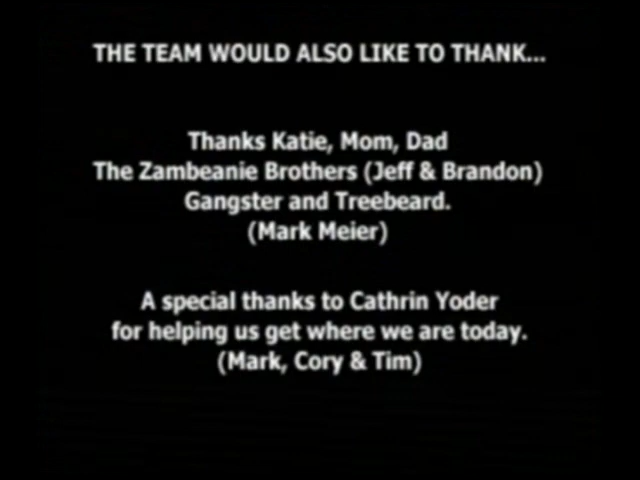 THE TEAM WOULD ALSO LIKE TO THANK...
Thanks Katie, Mom, Dad
The Zambeanie Brothers (Jeff & Brandon)
Gangster and Treebeard.
(Mark Meier)
A special thanks to Cathrin Yoder
for helping us get where we are today.
(Mark, Cory & Tim)